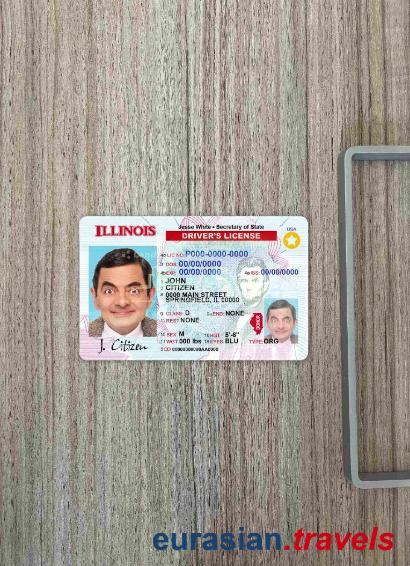 ILLINOIS
Jesse White • Secretary of State
USA
DRIVER'S LICENSE
4d LIC NO. P000-0000-0000
3 DOB 00/00/0000
4b EXP 00/00/0000 4a ISS 00/00/0000
1 JOHN
2 CITIZEN
8 0000 MAIN STREET
SPRINGFIELD, IL 00000
9 CLASS D 9a END NONE
12 REST NONE
15 SEX M 16 HGT 5'-6"
17 WGT 000 lbs 18 EYES BLU TYPE ORG
J. Citizen
eurasian.travels